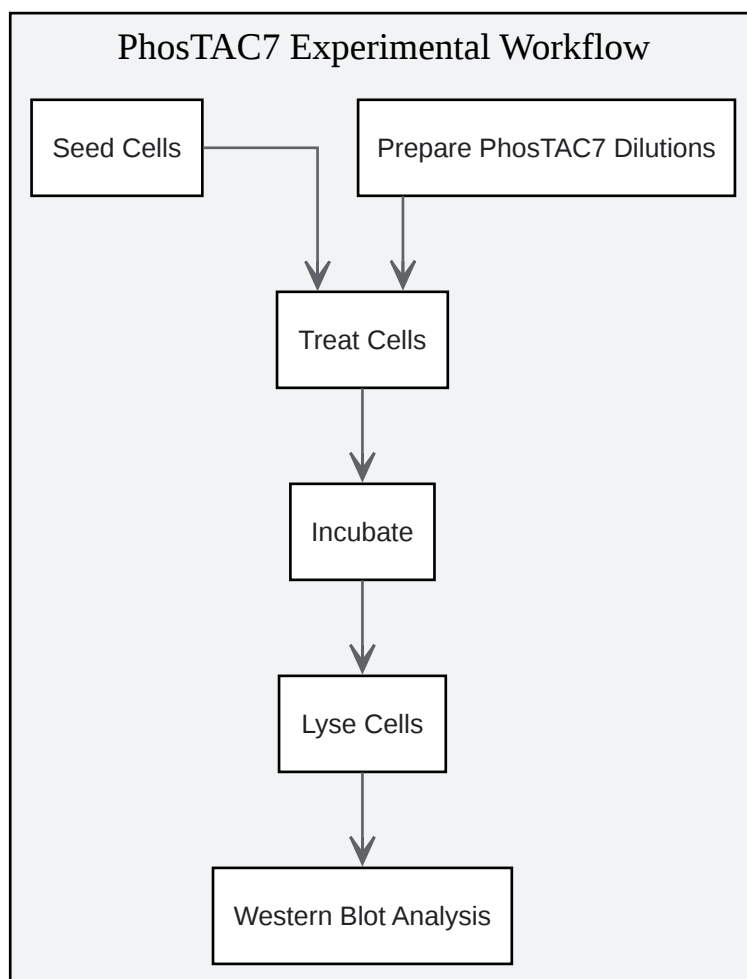 PhosTAC7 Experimental Workflow
Seed Cells
Prepare PhosTAC7 Dilutions
Treat Cells
Incubate
Lyse Cells
Western Blot Analysis